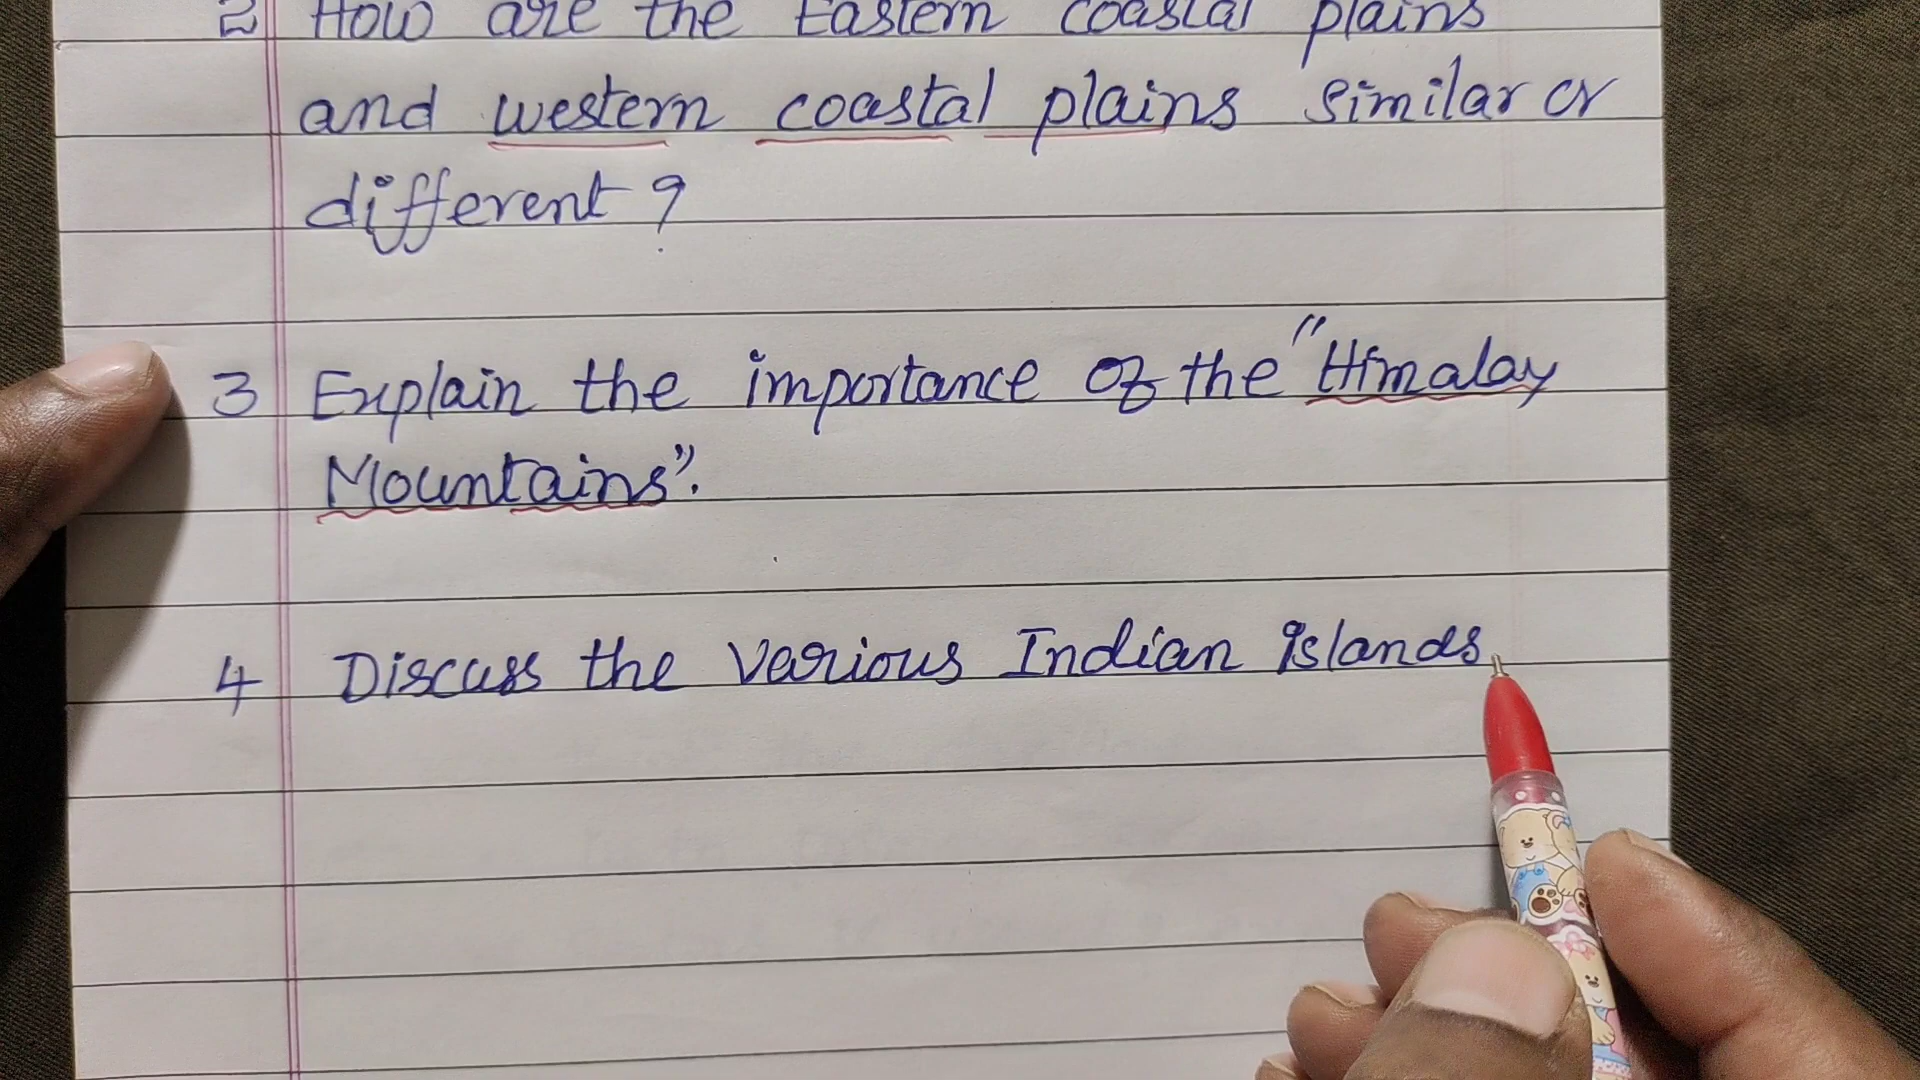 2 How are the Eastern coastal plains
and western coastal plains similar or
different ?
3 Explain the importance of the "Himalay
Mountains".
4 Discuss the various Indian islands.